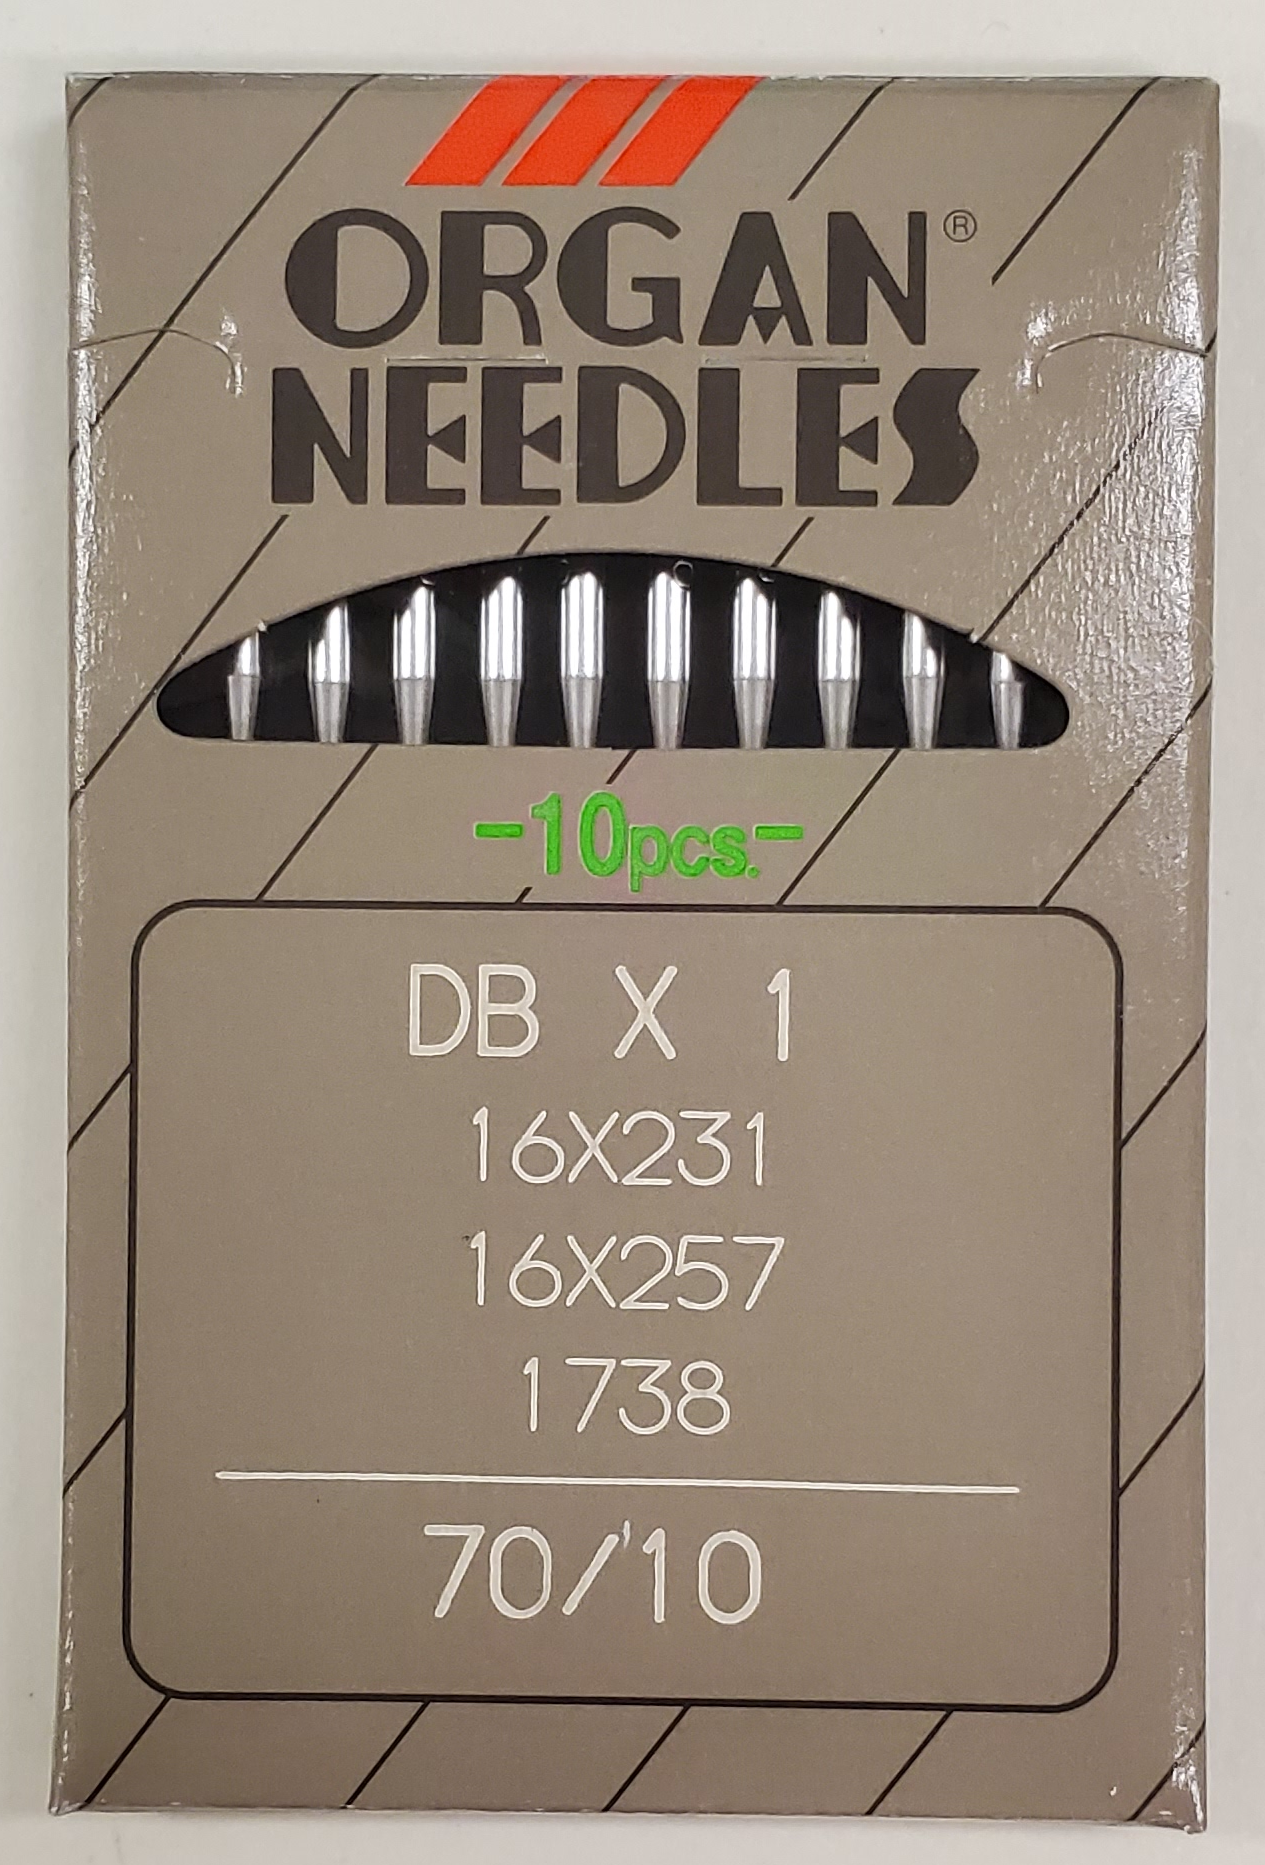 ORGAN®
NEEDLES
-10pcs.-
DB X 1
16X231
16X257
1738
70/10